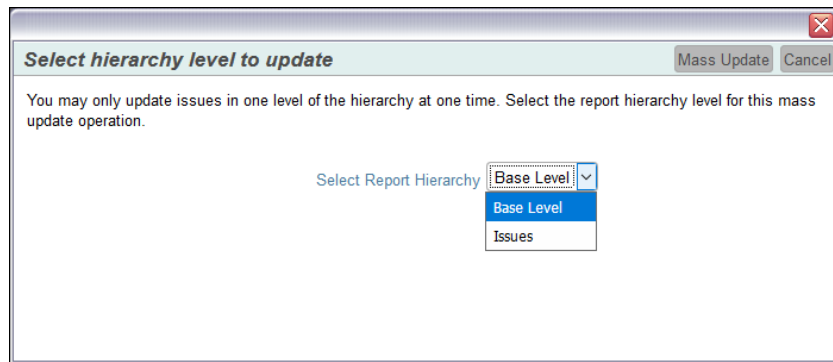 Select hierarchy level to update
Mass Update Cancel
You may only update issues in one level of the hierarchy at one time. Select the report hierarchy level for this mass
update operation.
Select Report Hierarchy Base Level
Base Level
Issues